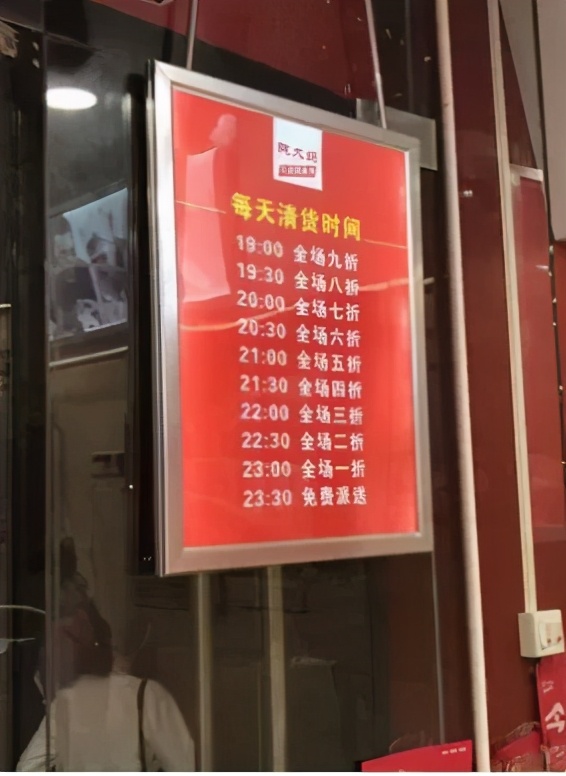 陈大妈
每天清货时间
19:00 全场九折
19:30 全场八折
20:00 全场七折
20:30 全场六折
21:00 全场五折
21:30 全场四折
22:00 全场三折
22:30 全场二折
23:00 全场一折
23:30 免费派送